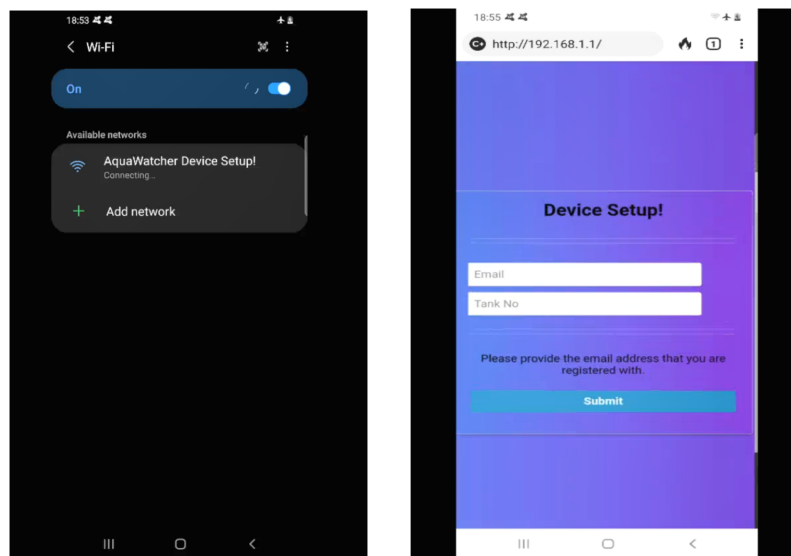 18:53
Wi-Fi
On
Available networks
AquaWatcher Device Setup!
Connecting...
Add network
18:55
http://192.168.1.1/
1
Device Setup!
Email
Tank No
Please provide the email address that you are
registered with.
Submit